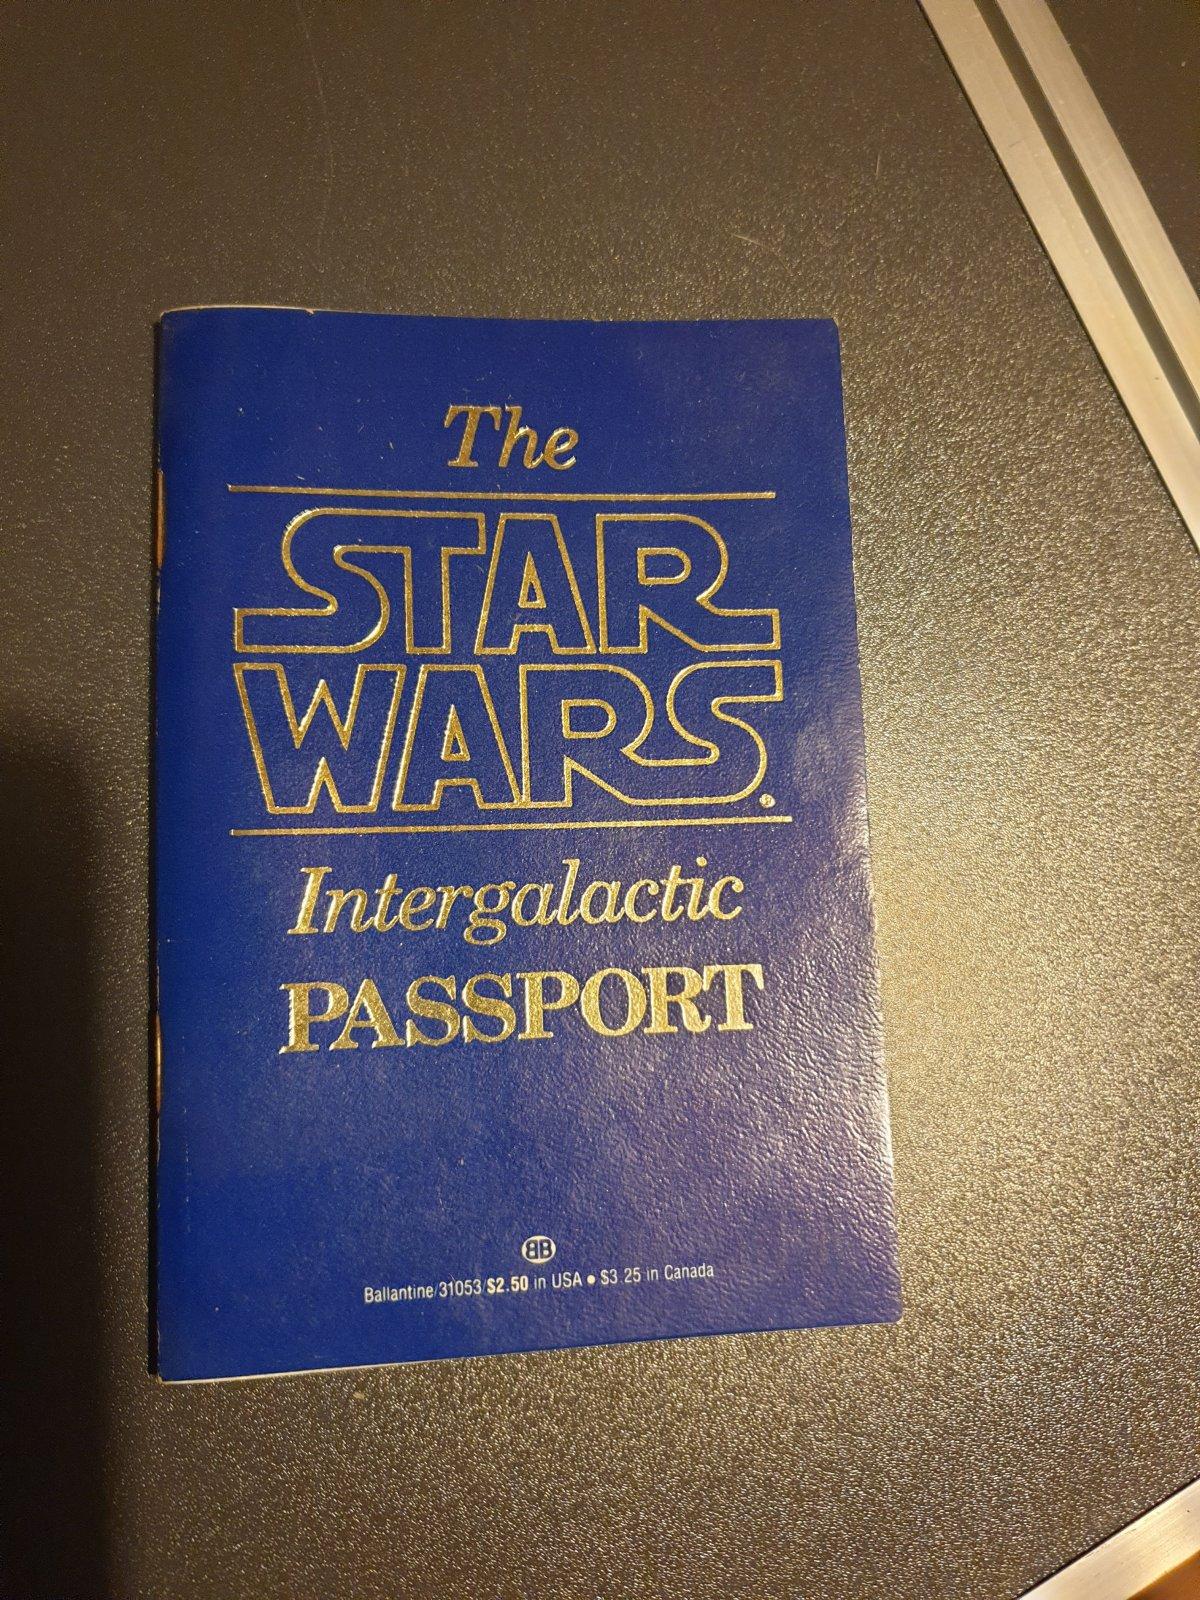 The
STAR
WARS®
Intergalactic
PASSPORT
BB
Ballantine/31053/$2.50 in USA ● $3.25 in Canada